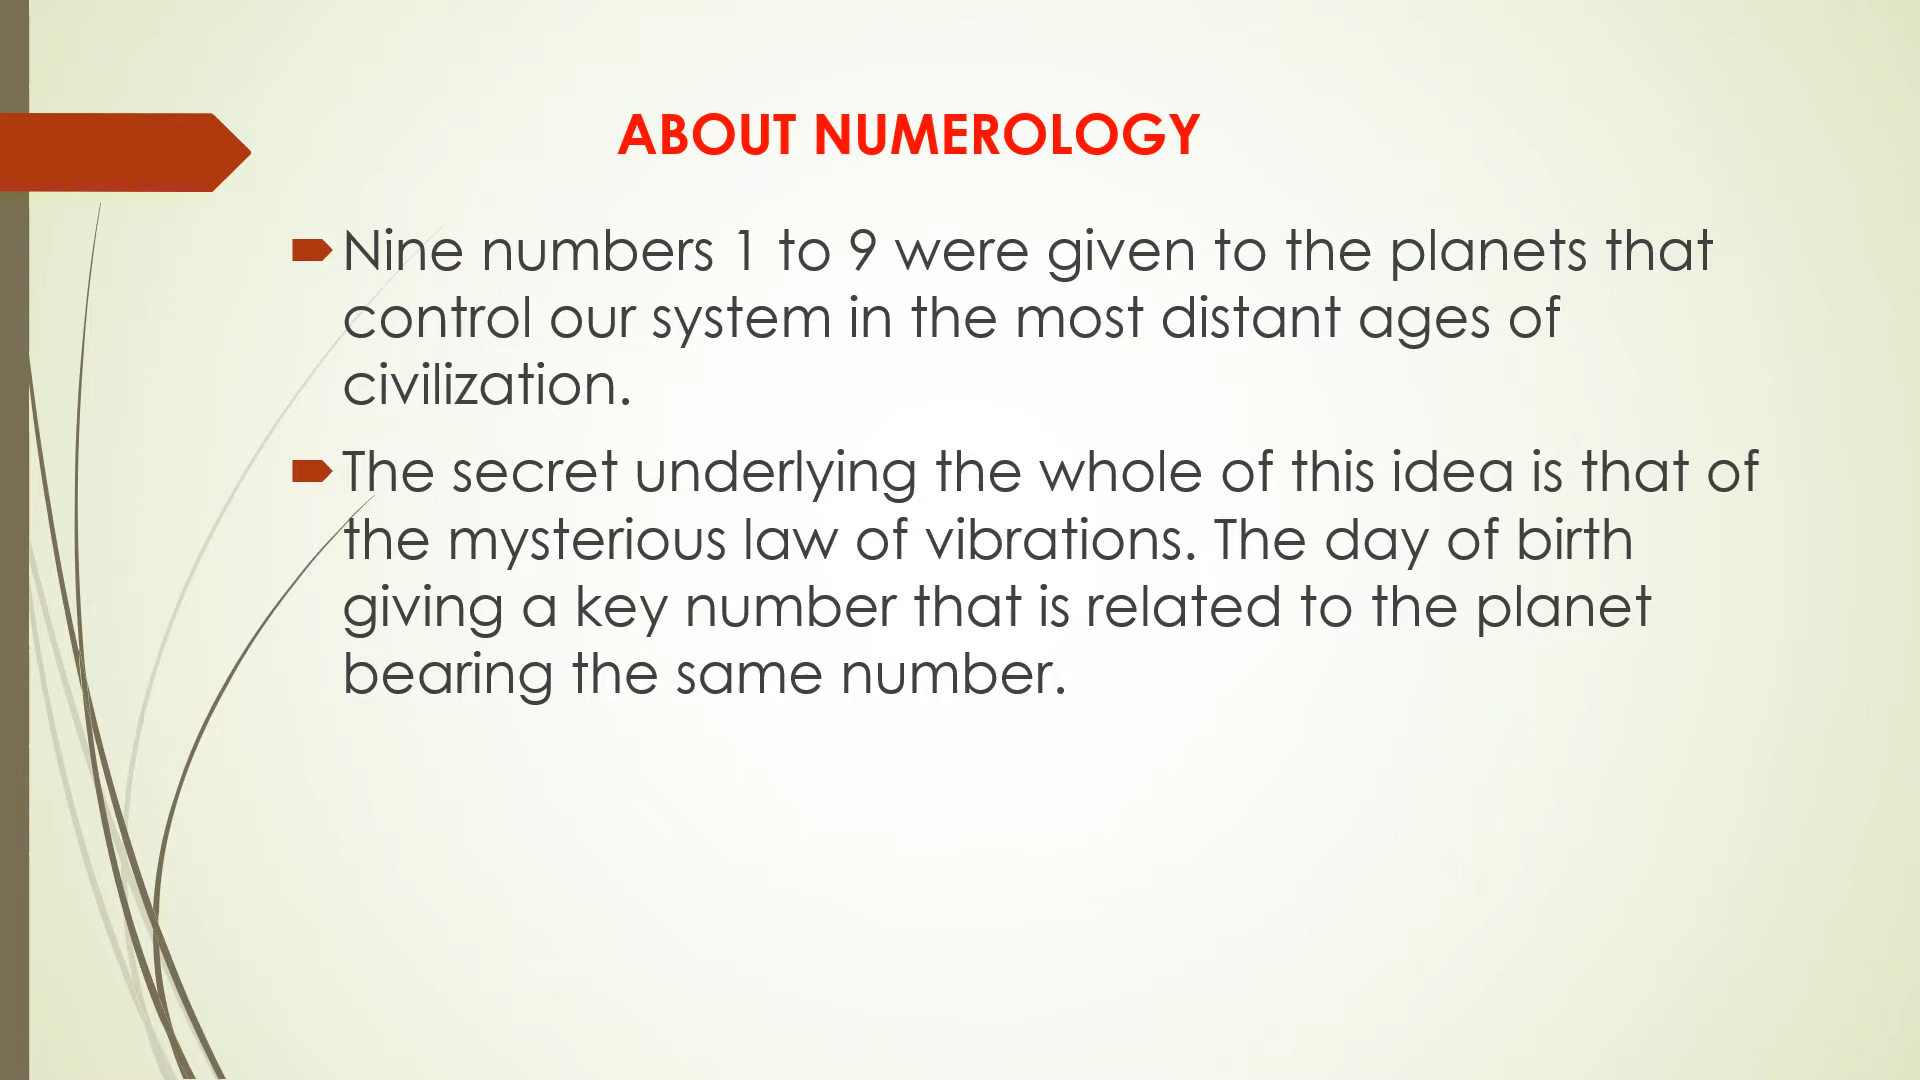 ABOUT NUMEROLOGY
Nine numbers 1 to 9 were given to the planets that
control our system in the most distant ages of
civilization.
The secret underlying the whole of this idea is that of
the mysterious law of vibrations. The day of birth
giving a key number that is related to the planet
bearing the same number.